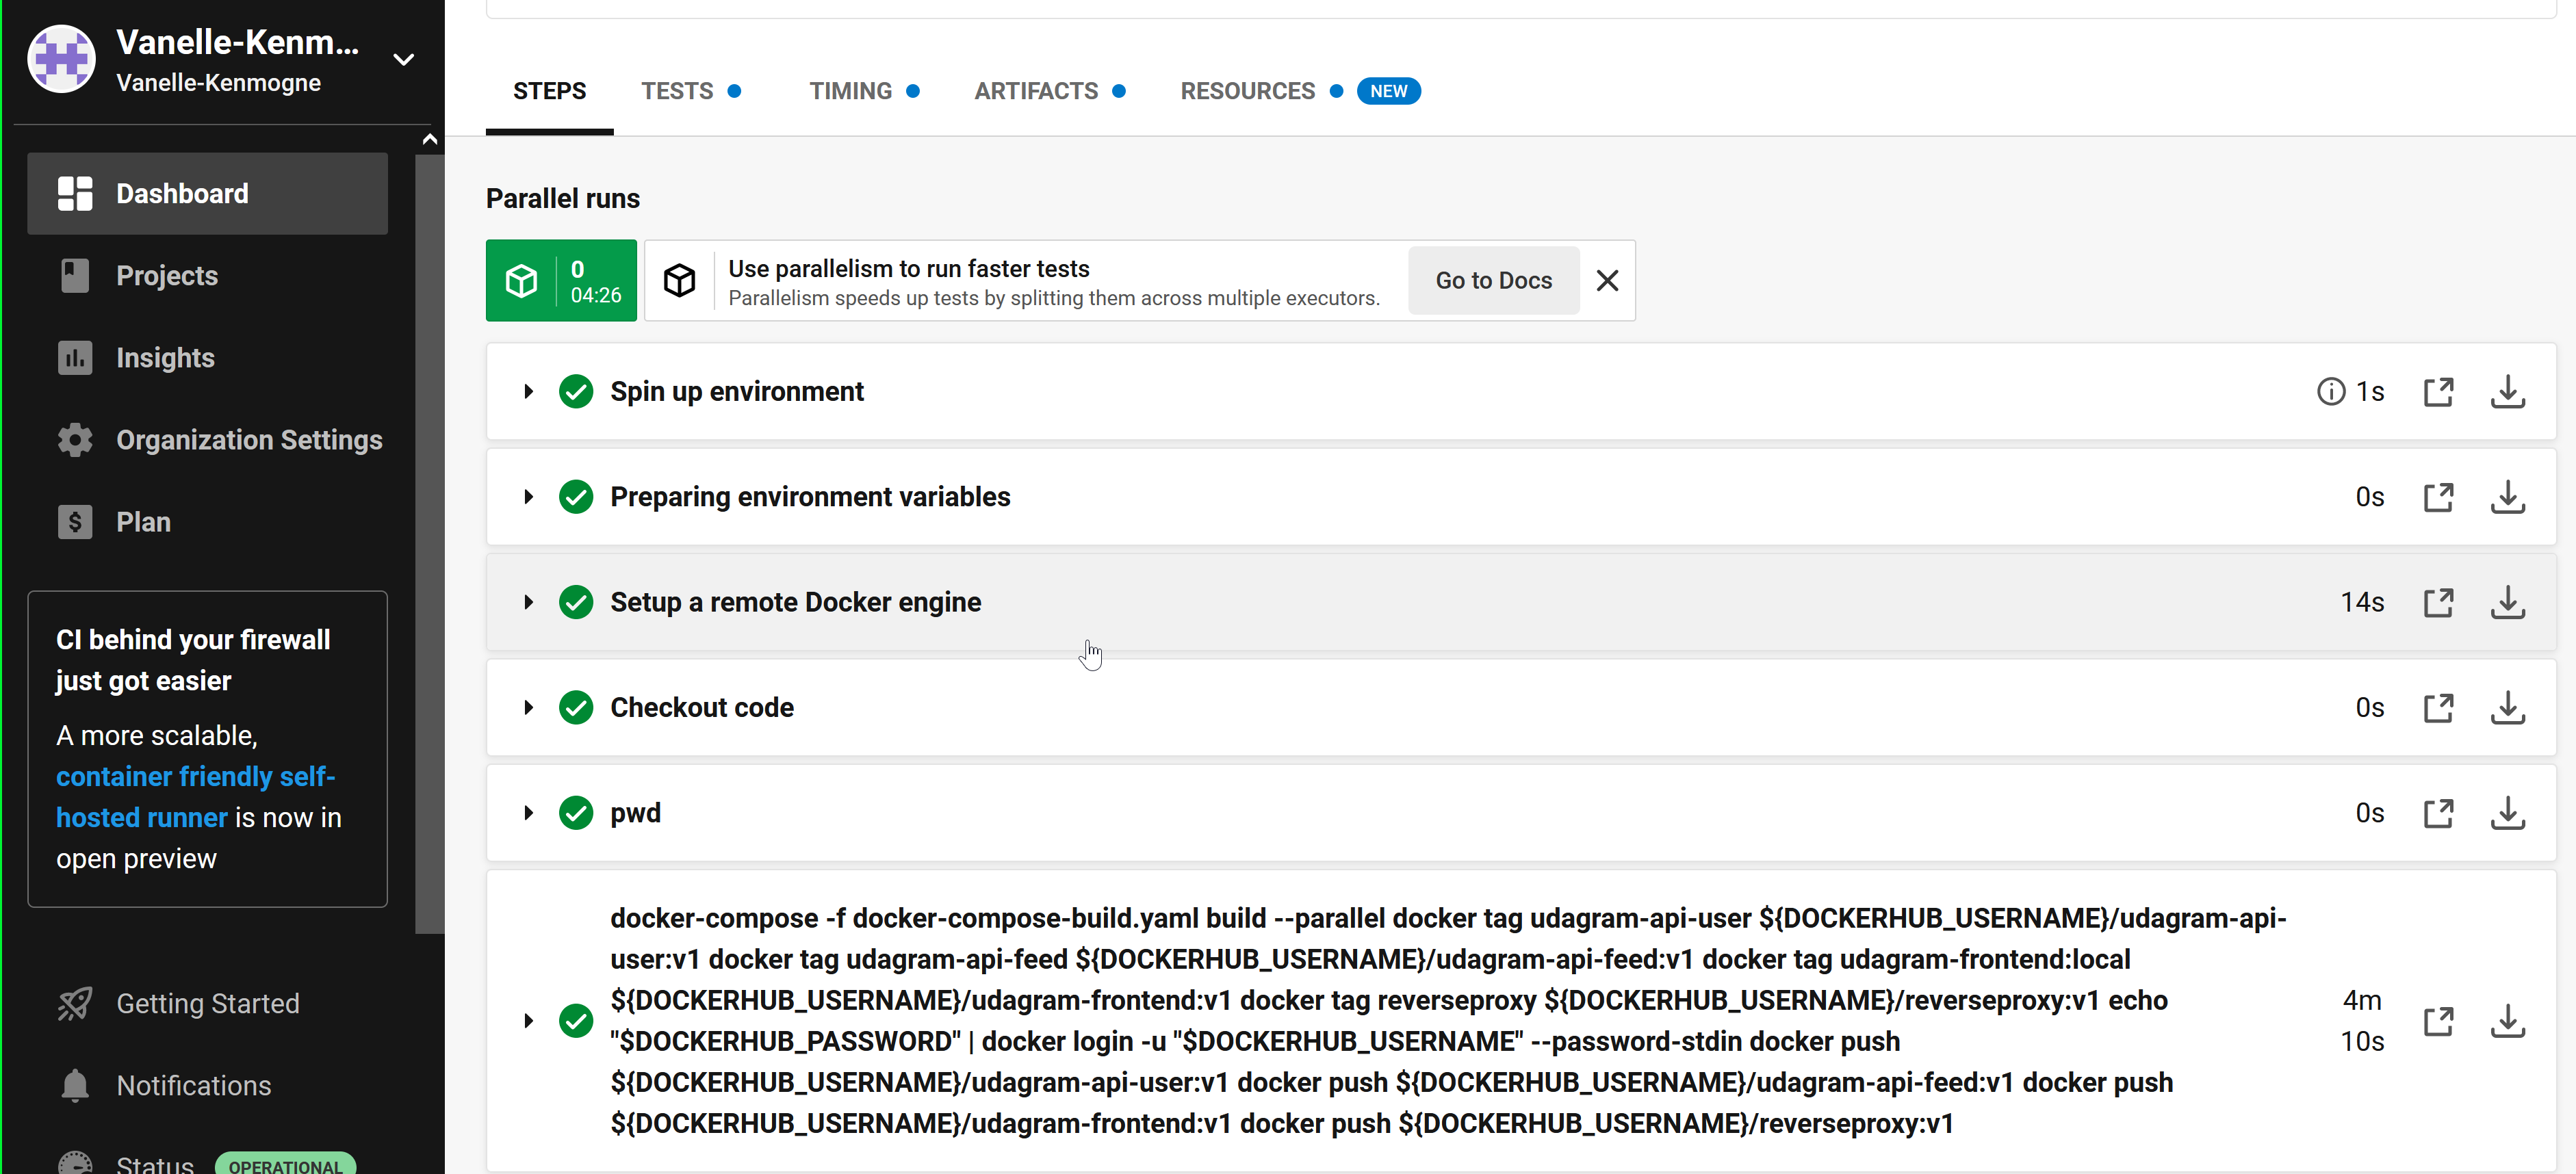 Vanelle-Kenm...
Vanelle-Kenmogne
Dashboard
Projects
Insights
Organization Settings
Plan
CI behind your firewall
just got easier
A more scalable,
container friendly self-
hosted runner is now in
open preview
Getting Started
Notifications
Status OPERATIONAL
STEPS TESTS TIMING ARTIFACTS RESOURCES NEW
Parallel runs
0
04:26
Use parallelism to run faster tests
Parallelism speeds up tests by splitting them across multiple executors.
Go to Docs
Spin up environment 1s
Preparing environment variables 0s
Setup a remote Docker engine 14s
Checkout code 0s
pwd 0s
docker-compose -f docker-compose-build.yaml build --parallel docker tag udagram-api-user ${DOCKERHUB_USERNAME}/udagram-api-
user:v1 docker tag udagram-api-feed ${DOCKERHUB_USERNAME}/udagram-api-feed:v1 docker tag udagram-frontend:local
${DOCKERHUB_USERNAME}/udagram-frontend:v1 docker tag reverseproxy ${DOCKERHUB_USERNAME}/reverseproxy:v1 echo
"$DOCKERHUB_PASSWORD" | docker login -u "$DOCKERHUB_USERNAME" --password-stdin docker push
${DOCKERHUB_USERNAME}/udagram-api-user:v1 docker push ${DOCKERHUB_USERNAME}/udagram-api-feed:v1 docker push
${DOCKERHUB_USERNAME}/udagram-frontend:v1 docker push ${DOCKERHUB_USERNAME}/reverseproxy:v1
4m
10s